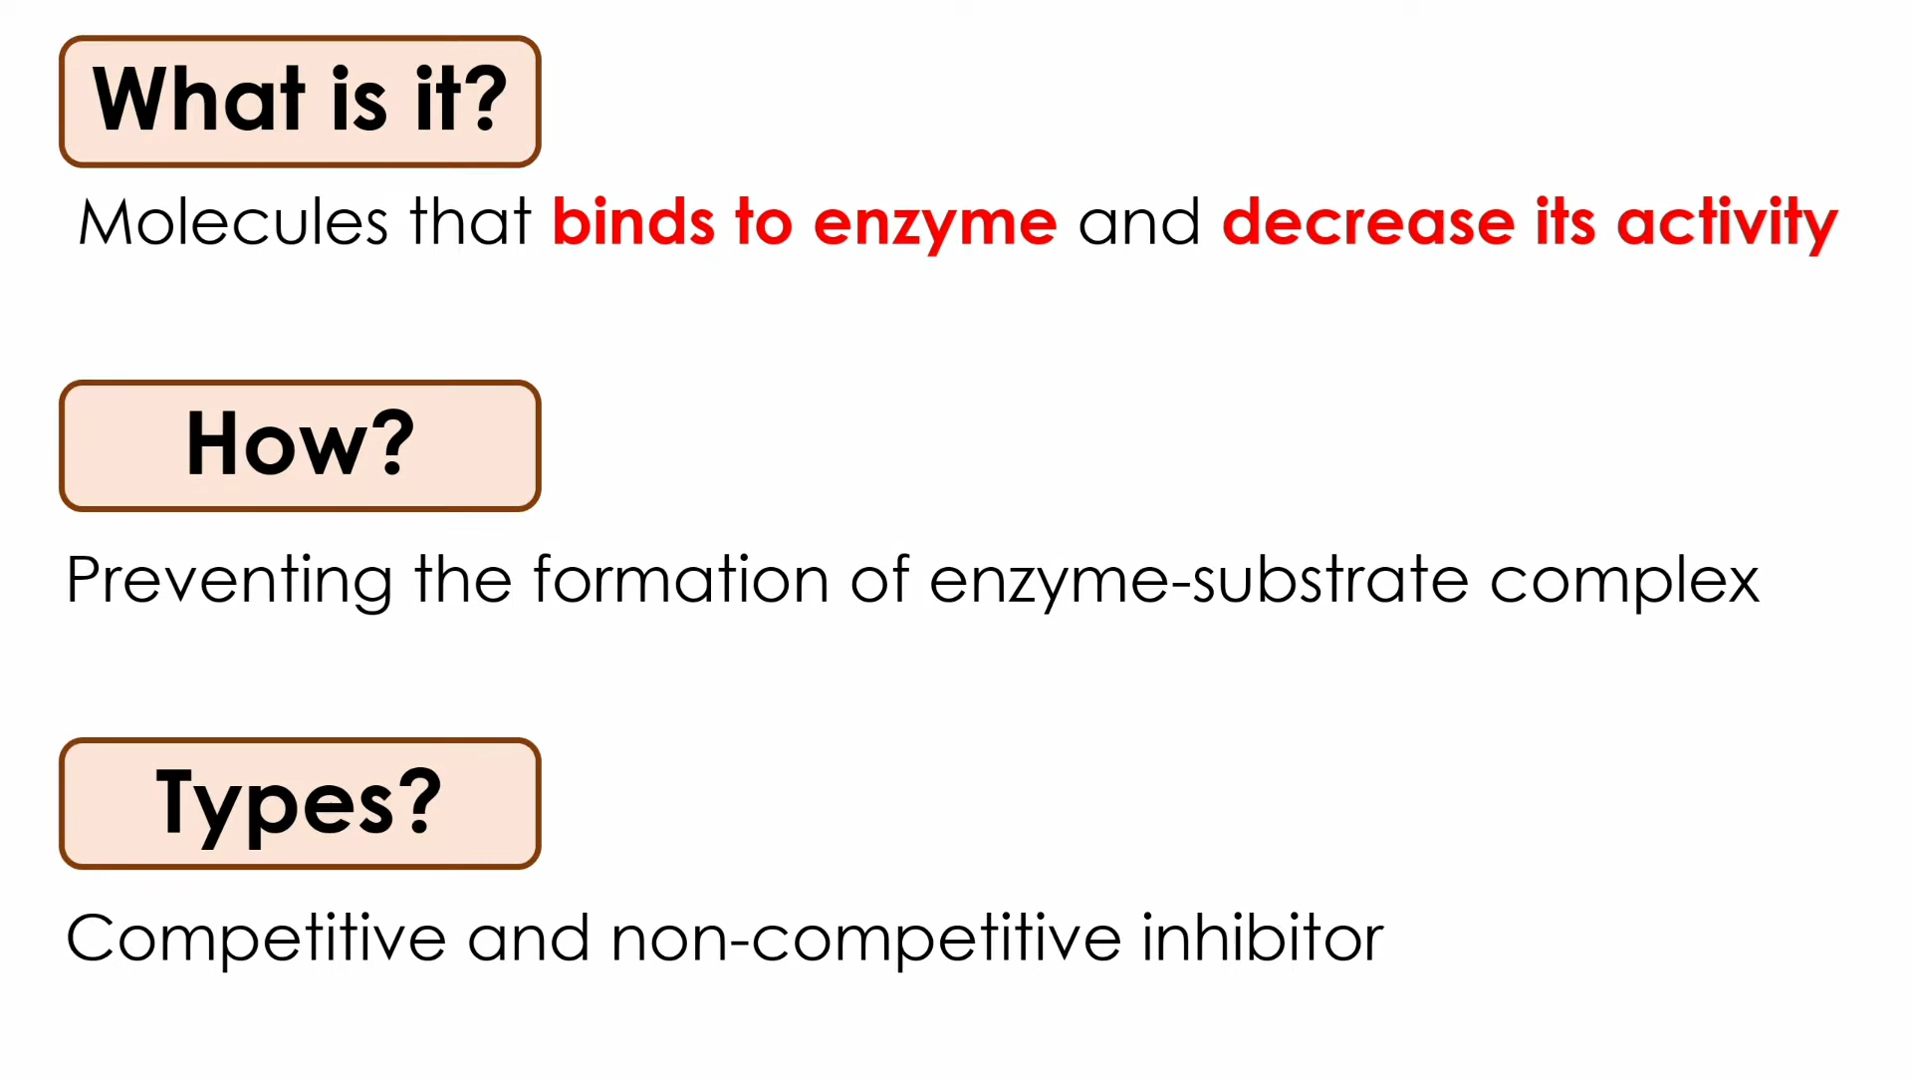 What is it?
Molecules that binds to enzyme and decrease its activity
How?
Preventing the formation of enzyme-substrate complex
Types?
Competitive and non-competitive inhibitor